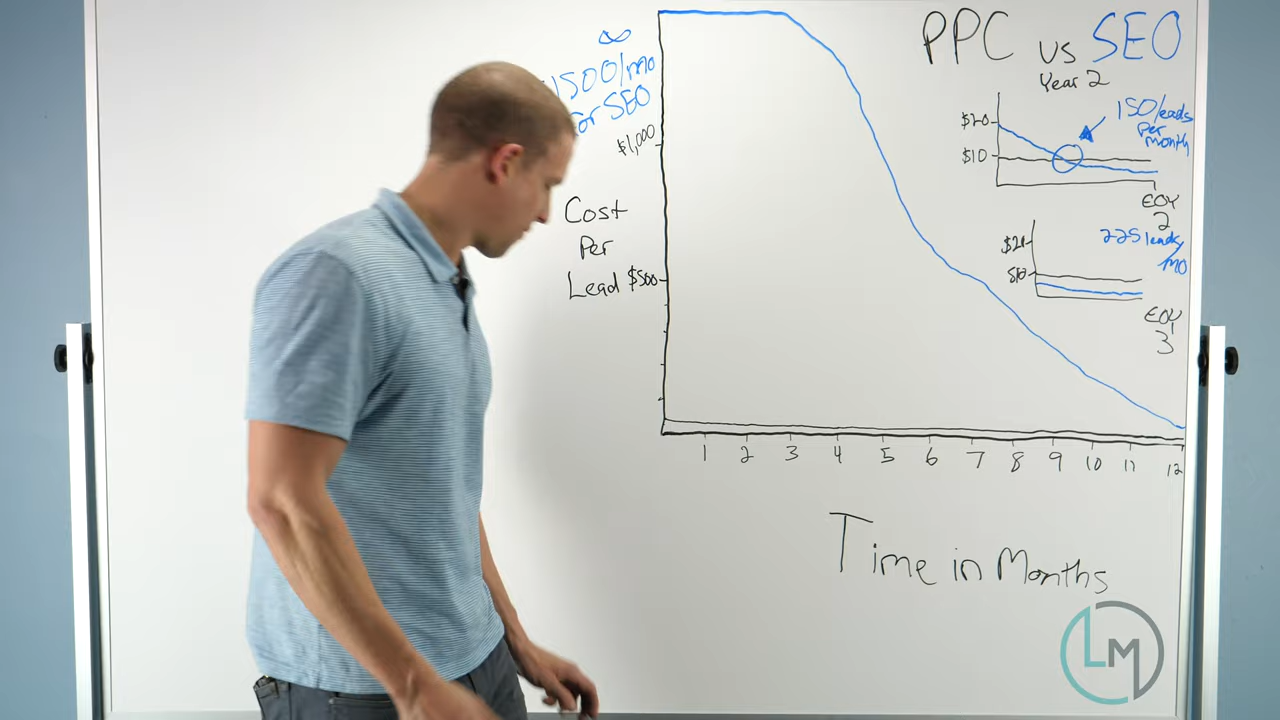 PPC vs SEO
Year 2
∞
1500/mo
for SEO
$1,000
Cost
Per
Lead $500
1 2 3 4 5 6 7 8 9 10 11 12
Time in Months
$20
$10
150/leads
per
month
EOY
2
$20
$10
225 leads/
mo
EOY
3
LM